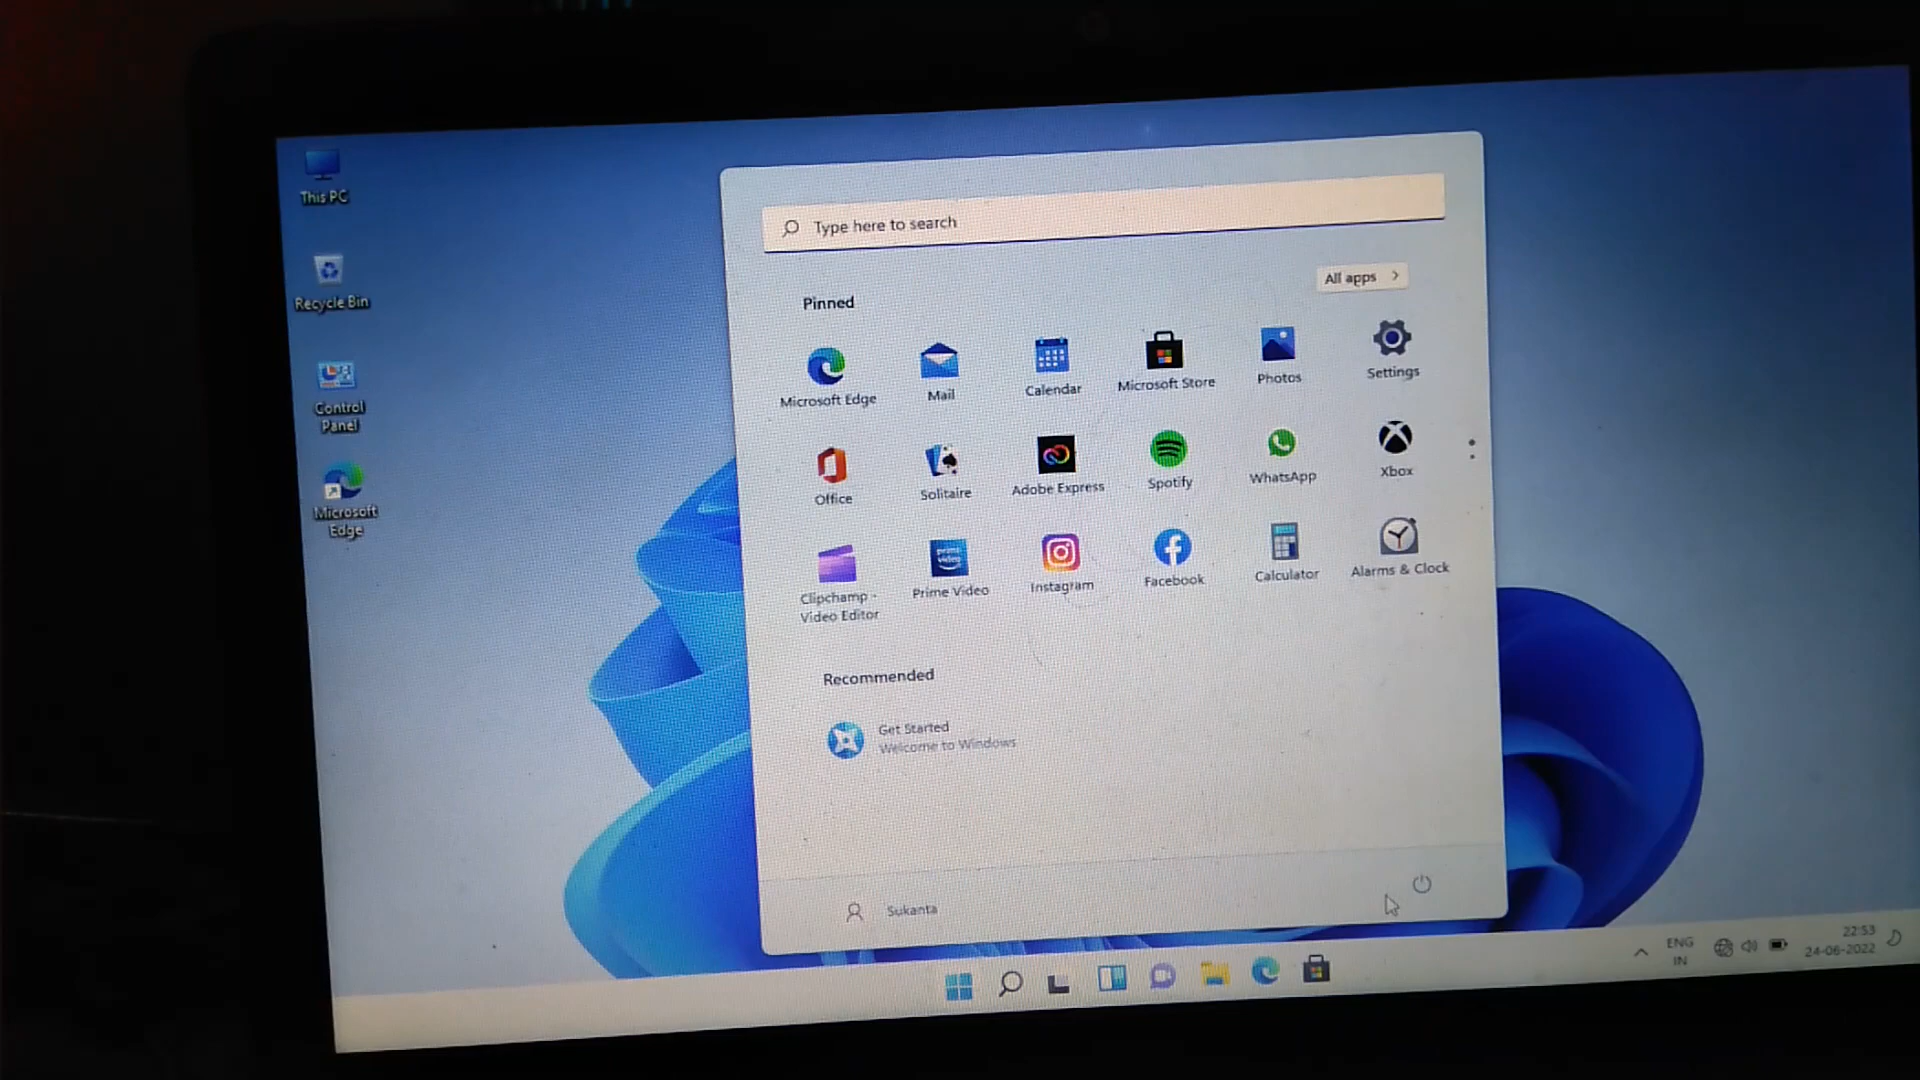 This PC
Recycle Bin
Control
Panel
Microsoft
Edge
Type here to search
Pinned
All apps
Microsoft Edge
Mail
Calendar
Microsoft Store
Photos
Settings
Office
Solitaire
Adobe Express
Spotify
WhatsApp
Xbox
Clipchamp -
Video Editor
prime
video
Prime Video
Instagram
Facebook
Calculator
Alarms & Clock
Recommended
Get Started
Welcome to Windows
Sukanta
ENG
IN
22:53
24-06-2022